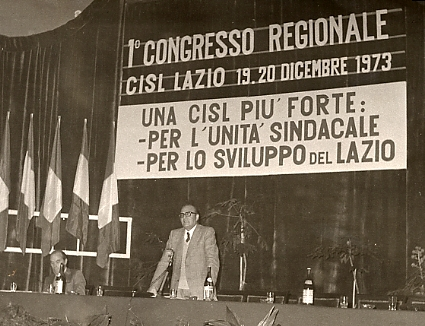 1° CONGRESSO REGIONALE
CISL LAZIO 19.20 DICEMBRE 1973
UNA CISL PIU' FORTE:
-PER L'UNITA' SINDACALE
-PER LO SVILUPPO DEL LAZIO